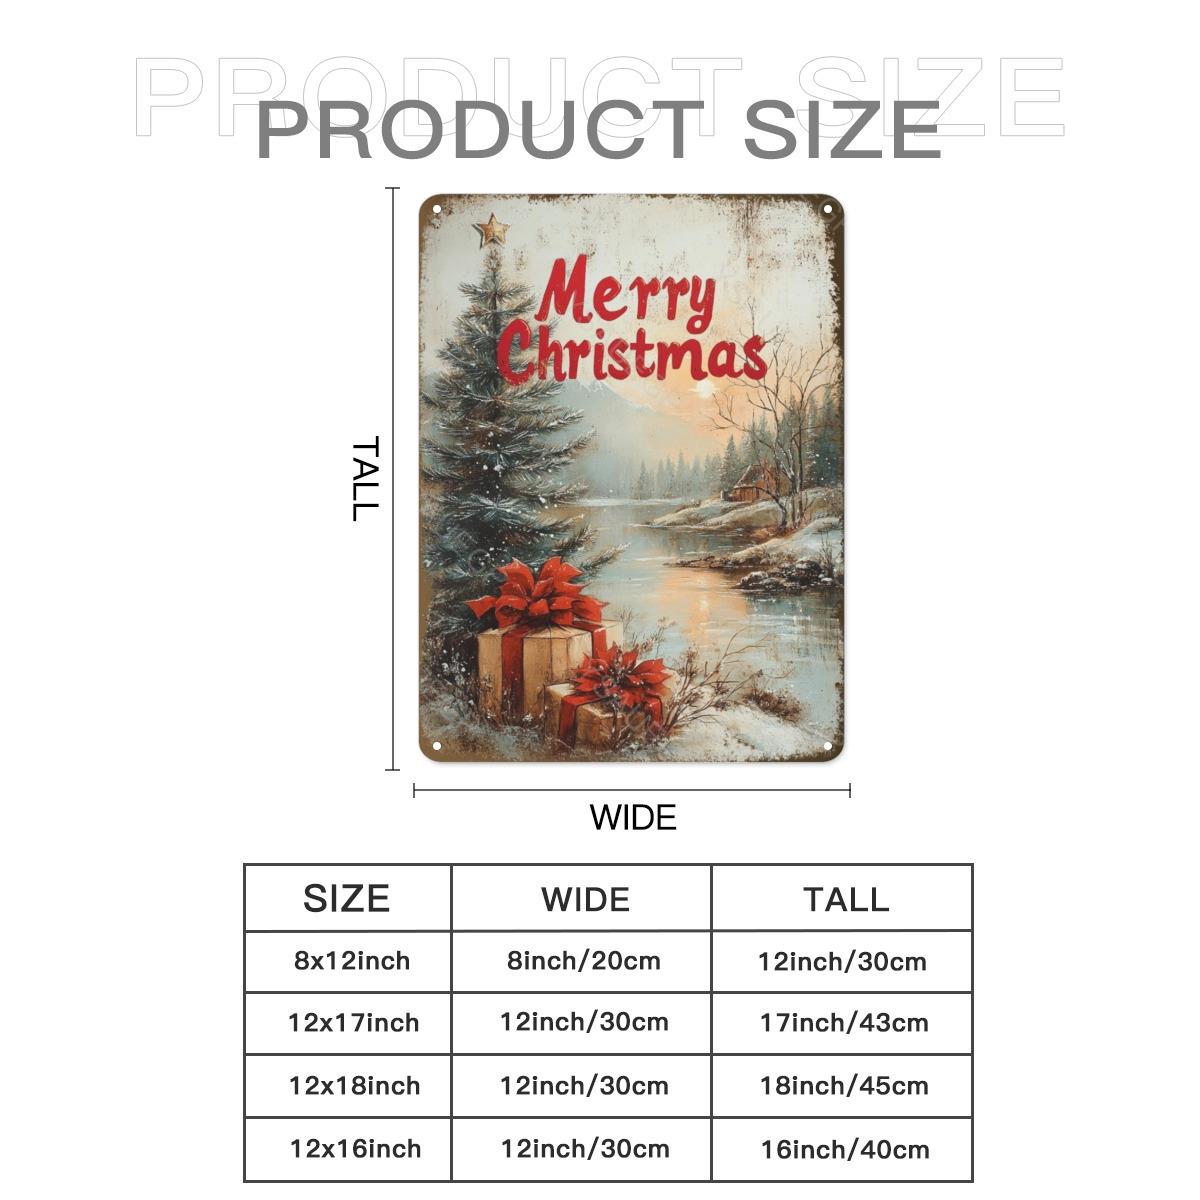 PRODUCT SIZE
PRODUCT SIZE
Merry
Christmas
TALL
WIDE
SIZE WIDE TALL
8x12inch 8inch/20cm 12inch/30cm
12x17inch 12inch/30cm 17inch/43cm
12x18inch 12inch/30cm 18inch/45cm
12x16inch 12inch/30cm 16inch/40cm